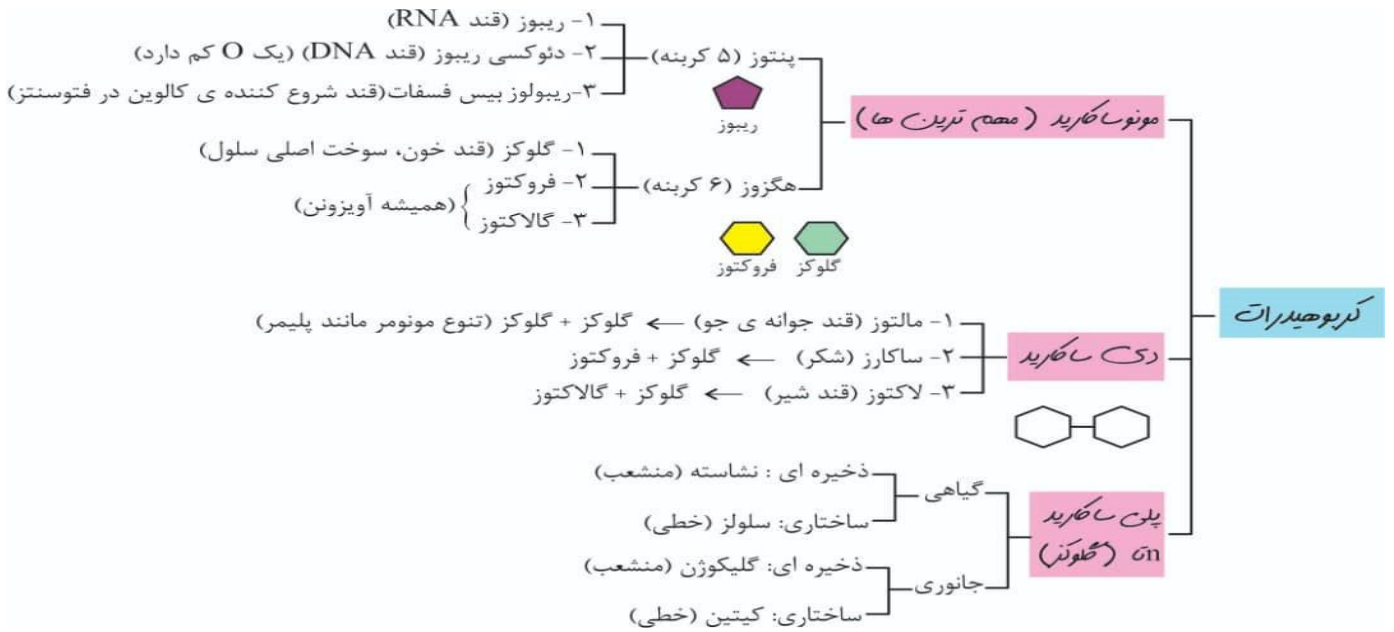 کربوهیدرات
مونوساکارید (مهم ترین ها)
پنتوز (۵ کربنه)
۱- ریبوز (قند RNA)
۲- دئوکسی ریبوز (قند DNA) (یک O کم دارد)
۳-ریبولوز بیس فسفات(قند شروع کننده ی کالوین در فتوسنتز)
ریبوز
هگزوز (۶ کربنه)
۱- گلوکز (قند خون، سوخت اصلی سلول)
۲- فروکتوز
۳- گالاکتوز
(همیشه آویزونن)
گلوکز
فروکتوز
دی ساکارید
۱- مالتوز (قند جوانه ی جو) ← گلوکز + گلوکز (تنوع مونومر مانند پلیمر)
۲- ساکارز (شکر) ← گلوکز + فروکتوز
۳- لاکتوز (قند شیر) ← گلوکز + گالاکتوز
پلی ساکارید
nتا (گلوکز)
گیاهی
ذخیره ای : نشاسته (منشعب)
ساختاری: سلولز (خطی)
جانوری
ذخیره ای: گلیکوژن (منشعب)
ساختاری: کیتین (خطی)